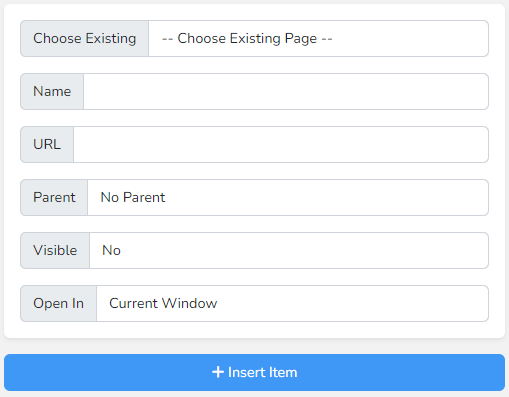 Choose Existing -- Choose Existing Page --
Name
URL
Parent No Parent
Visible No
Open In Current Window
+ Insert Item